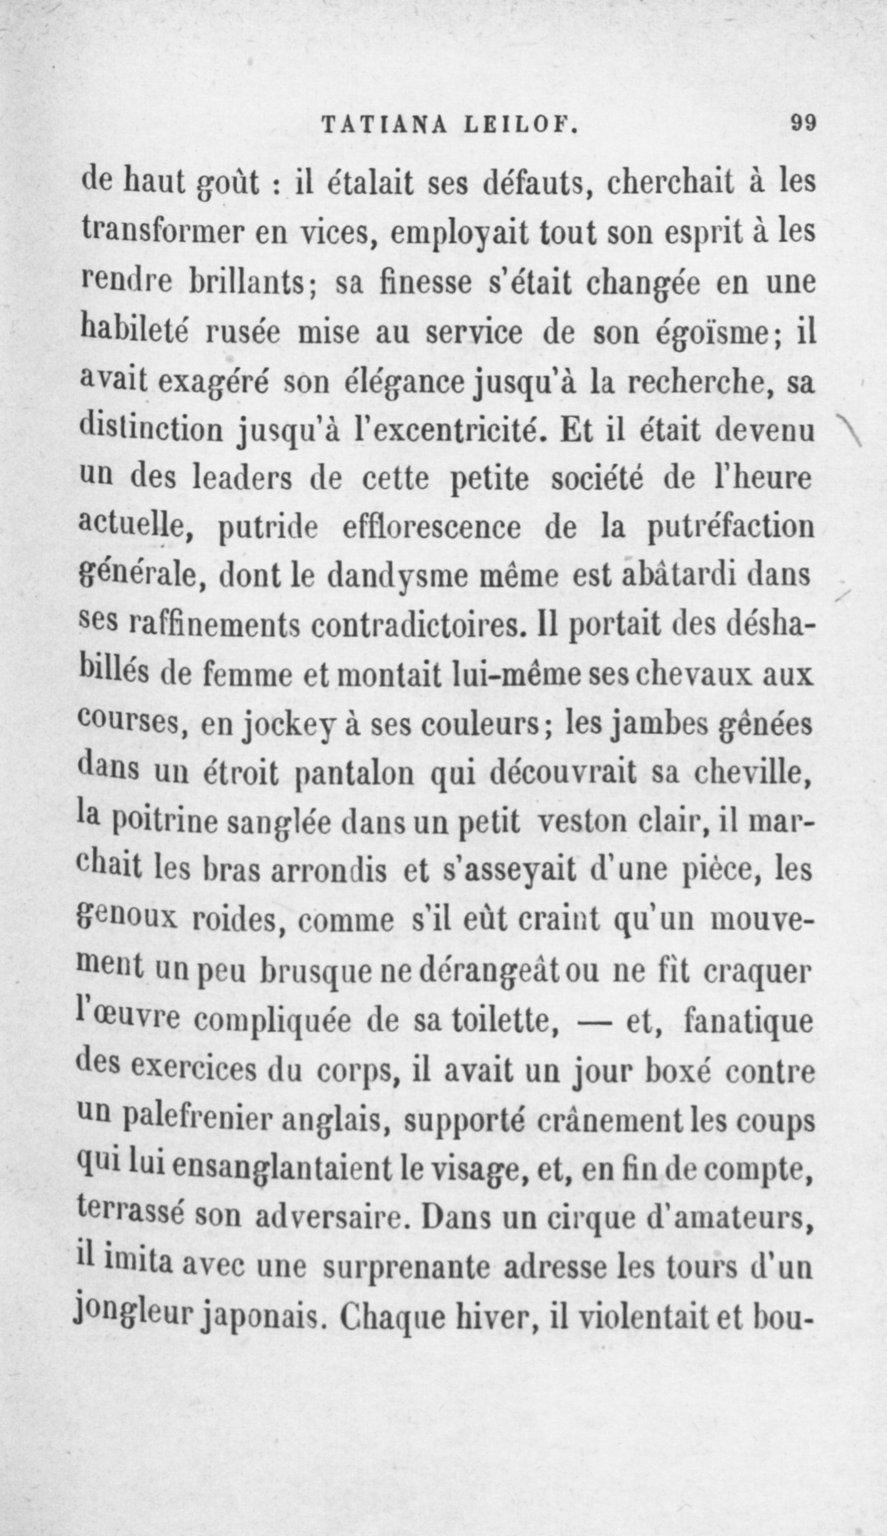 TATIANA LEILOF. 99
de haut goût : il étalait ses défauts, cherchait à les
transformer en vices, employait tout son esprit à les
rendre brillants; sa finesse s'était changée en une
habileté rusée mise au service de son égoïsme; il
avait exagéré son élégance jusqu'à la recherche, sa
distinction jusqu'à l'excentricité. Et il était devenu
un des leaders de cette petite société de l'heure
actuelle, putride efflorescence de la putréfaction
générale, dont le dandysme même est abâtardi dans
ses raffinements contradictoires. Il portait des désha-
billés de femme et montait lui-même ses chevaux aux
courses, en jockey à ses couleurs; les jambes gênées
dans un étroit pantalon qui découvrait sa cheville,
la poitrine sanglée dans un petit veston clair, il mar-
chait les bras arrondis et s'asseyait d'une pièce, les
genoux roides, comme s'il eût craint qu'un mouve-
ment un peu brusque ne dérangeât ou ne fît craquer
l'œuvre compliquée de sa toilette, — et, fanatique
des exercices du corps, il avait un jour boxé contre
un palefrenier anglais, supporté crânement les coups
qui lui ensanglantaient le visage, et, en fin de compte,
terrassé son adversaire. Dans un cirque d'amateurs,
il imita avec une surprenante adresse les tours d'un
jongleur japonais. Chaque hiver, il violentait et bou-